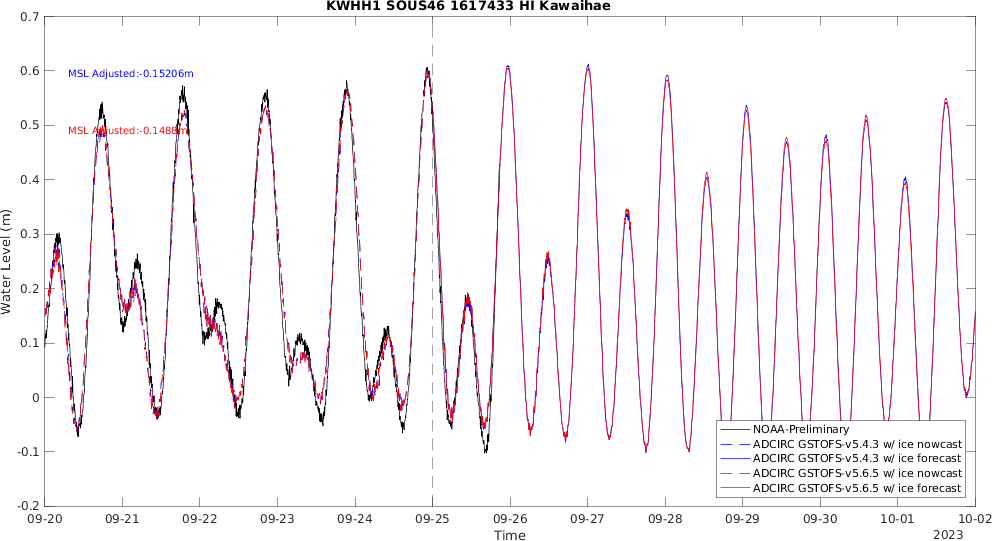 KWHH1 SOUS46 1617433 HI Kawaihae
0.7
0.6
0.5
0.4
0.3
0.2
0.1
0
-0.1
-0.2
Water Level (m)
MSL Adjusted:-0.15206m
MSL Adjusted:-0.1488m
NOAA-Preliminary
ADCIRC GSTOFS-v5.4.3 w/ ice nowcast
ADCIRC GSTOFS-v5.4.3 w/ ice forecast
ADCIRC GSTOFS-v5.6.5 w/ ice nowcast
ADCIRC GSTOFS-v5.6.5 w/ ice forecast
09-20 09-21 09-22 09-23 09-24 09-25 09-26 09-27 09-28 09-29 09-30 10-01 10-02
Time
2023